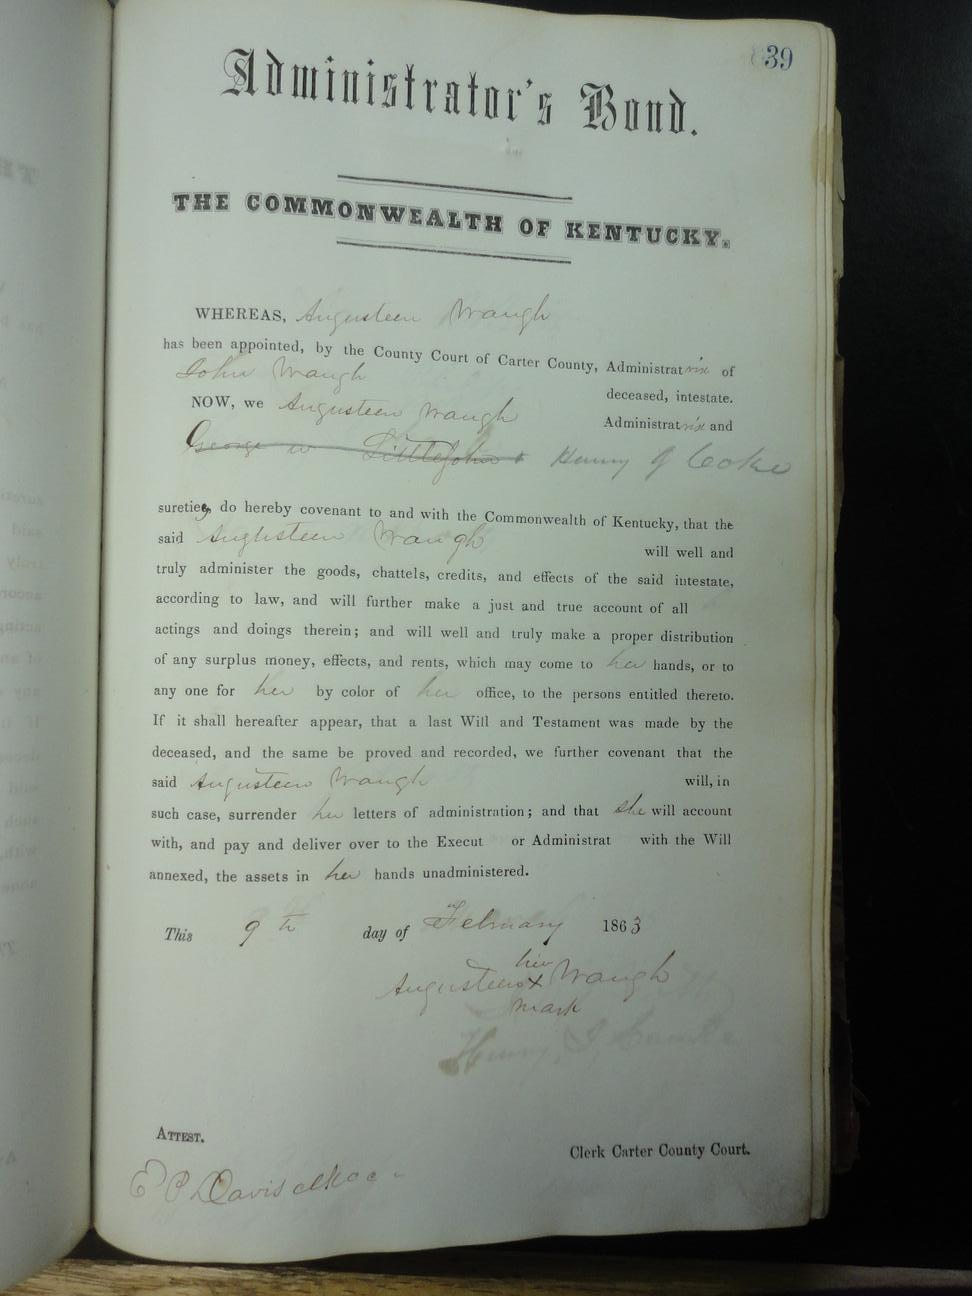 39
Administrator's Bond.
THE COMMONWEALTH OF KENTUCKY.
WHEREAS, Augusteen Waugh
has been appointed, by the County Court of Carter County, Administratrix of
John Waugh deceased, intestate.
NOW, we Augusteen Waugh Administratrix and
George W Littlejohn & Henry J Cooke
sureties, do hereby covenant to and with the Commonwealth of Kentucky, that the
said Aughsteen Waugh will well and
truly administer the goods, chattels, credits, and effects of the said intestate,
according to law, and will further make a just and true account of all
actings and doings therein; and will well and truly make a proper distribution
of any surplus money, effects, and rents, which may come to her hands, or to
any one for her by color of her office, to the persons entitled thereto.
If it shall hereafter appear, that a last Will and Testament was made by the
deceased, and the same be proved and recorded, we further covenant that the
said Augusteen Waugh will, in
such case, surrender her letters of administration; and that she will account
with, and pay and deliver over to the Execut or Administrat with the Will
annexed, the assets in her hands unadministered.
This 9th day of February 1863
her
Augusteen X Waugh
mark
Henry J
ATTEST.
Clerk Carter County Court.
E P Davis clk